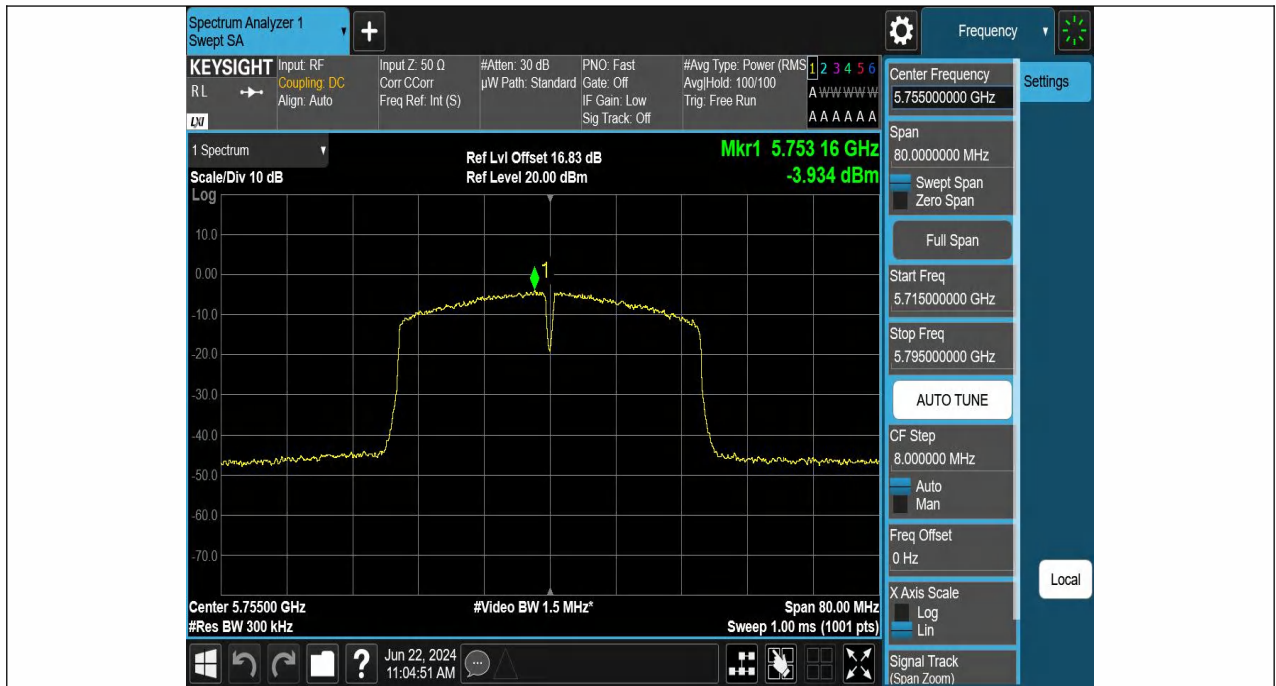 Spectrum Analyzer 1
Swept SA
+
Frequency
KEYSIGHT
RL
LXI
Input: RF
Coupling: DC
Align: Auto
Input Z: 50 Ω
Corr CCorr
Freq Ref: Int (S)
#Atten: 30 dB
µW Path: Standard
PNO: Fast
Gate: Off
IF Gain: Low
Sig Track: Off
#Avg Type: Power (RMS
Avg|Hold: 100/100
Trig: Free Run
1 2 3 4 5 6
A W W W W W
A A A A A A
1 Spectrum
Scale/Div 10 dB
Log
Ref Lvl Offset 16.83 dB
Ref Level 20.00 dBm
Mkr1 5.753 16 GHz
-3.934 dBm
1
10.0
0.00
-10.0
-20.0
-30.0
-40.0
-50.0
-60.0
-70.0
Center 5.75500 GHz
#Res BW 300 kHz
#Video BW 1.5 MHz*
Span 80.00 MHz
Sweep 1.00 ms (1001 pts)
?
Jun 22, 2024
11:04:51 AM
Center Frequency
5.755000000 GHz
Span
80.0000000 MHz
Swept Span
Zero Span
Full Span
Start Freq
5.715000000 GHz
Stop Freq
5.795000000 GHz
AUTO TUNE
CF Step
8.000000 MHz
Auto
Man
Freq Offset
0 Hz
X Axis Scale
Log
Lin
Signal Track
(Span Zoom)
Settings
Local